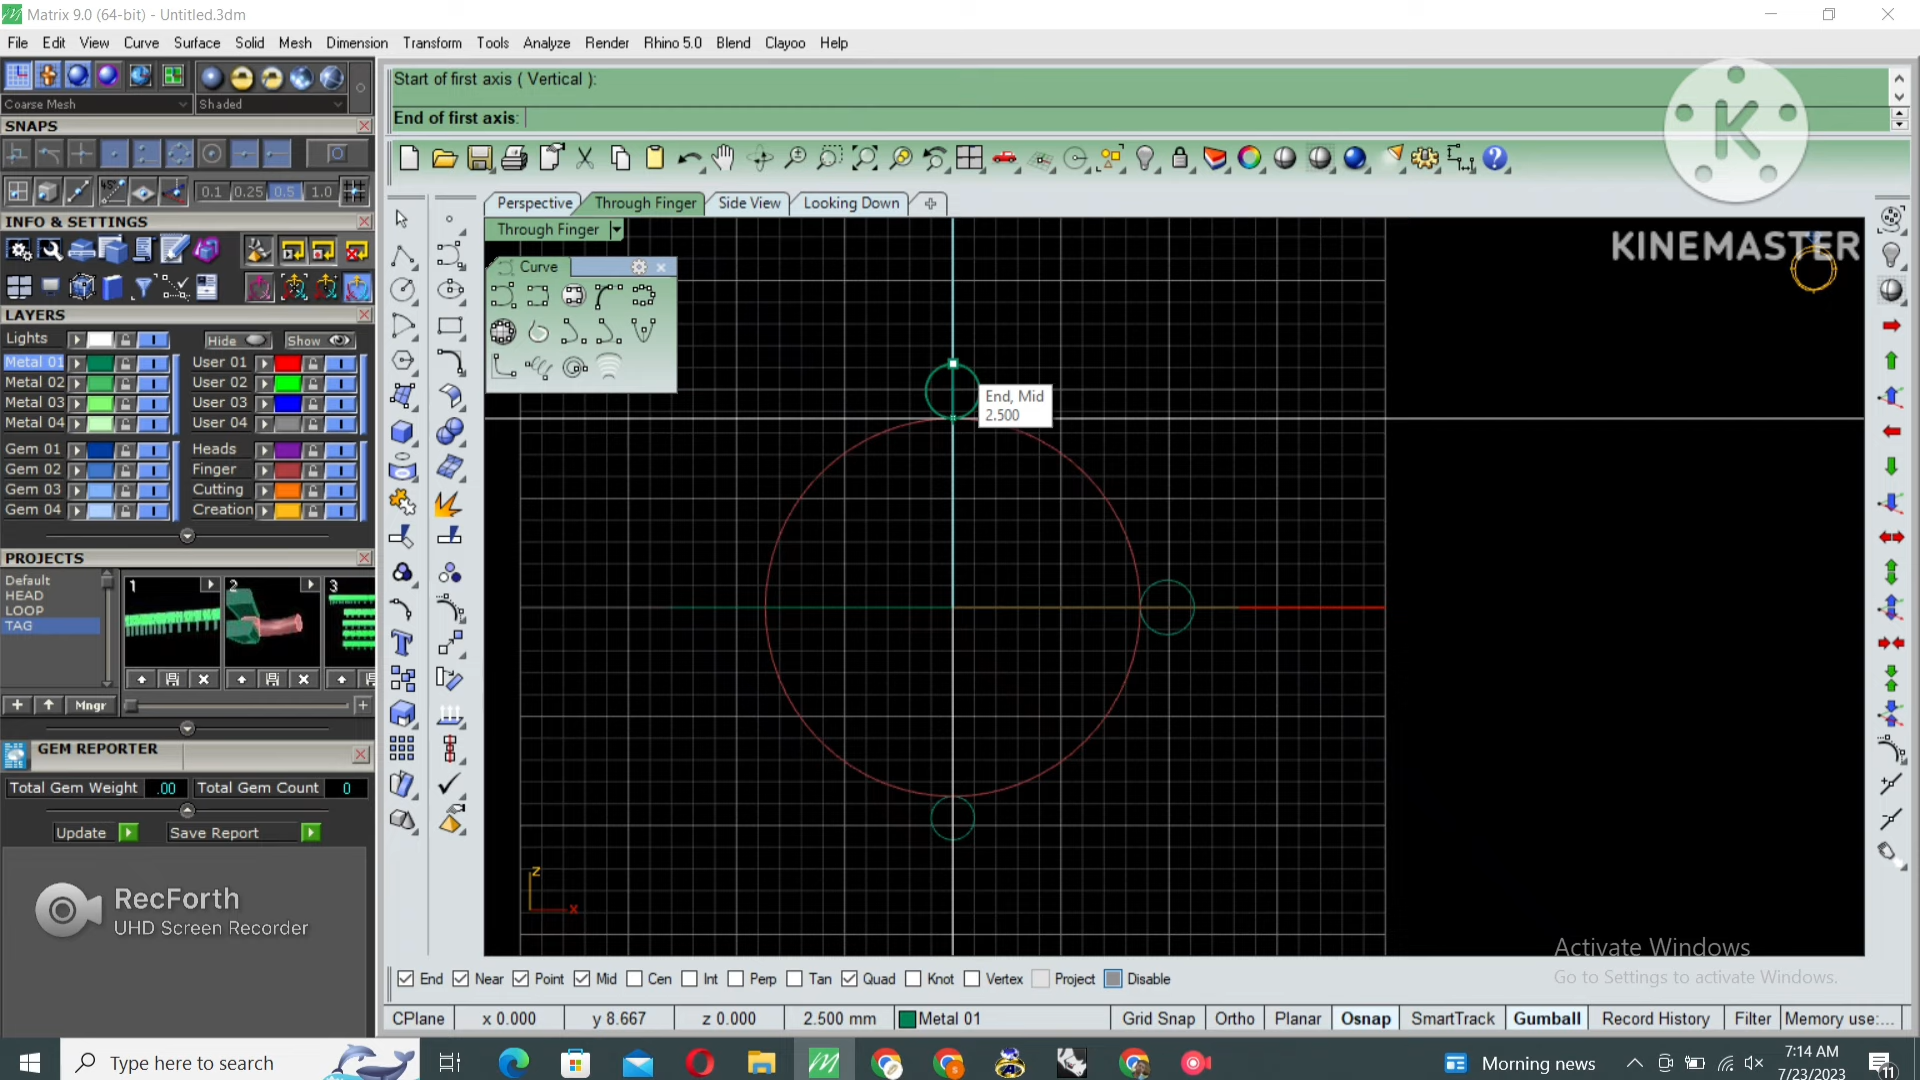 Matrix 9.0 (64-bit) - Untitled.3dm
File Edit View Curve Surface Solid Mesh Dimension Transform Tools Analyze Render Rhino 5.0 Blend Clayoo Help
Coarse Mesh Shaded
Start of first axis ( Vertical ):
End of first axis:
SNAPS
0.1 0.25 0.5 1.0
INFO & SETTINGS
Perspective Through Finger Side View Looking Down
Through Finger
KINEMASTER
Curve
LAYERS
Lights Hide Show
Metal 01 User 01
Metal 02 User 02
Metal 03 User 03
Metal 04 User 04
Gem 01 Heads
Gem 02 Finger
Gem 03 Cutting
Gem 04 Creation
End, Mid
2.500
PROJECTS
Default
HEAD
LOOP
TAG
1 2 3
Mngr
GEM REPORTER
Total Gem Weight .00 Total Gem Count 0
Update Save Report
RecForth
UHD Screen Recorder
z
x
Activate Windows
Go to Settings to activate Windows.
End Near Point Mid Cen Int Perp Tan Quad Knot Vertex Project Disable
CPlane x 0.000 y 8.667 z 0.000 2.500 mm Metal 01 Grid Snap Ortho Planar Osnap SmartTrack Gumball Record History Filter Memory use:...
Type here to search
Morning news
7:14 AM
7/23/2023
11